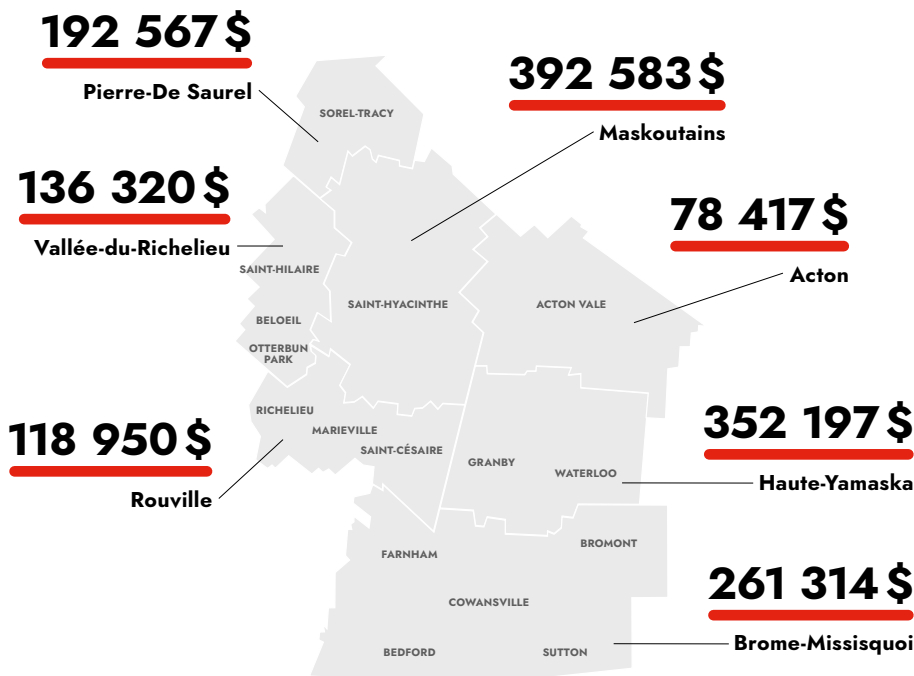 192 567 $
Pierre-De Saurel
392 583 $
Maskoutains
SOREL-TRACY
136 320 $
Vallée-du-Richelieu
78 417 $
Acton
SAINT-HILAIRE
SAINT-HYACINTHE
ACTON VALE
BELOEIL
OTTERBUN
PARK
RICHELIEU
MARIEVILLE
SAINT-CÉSAIRE
118 950 $
Rouville
GRANBY
WATERLOO
352 197 $
Haute-Yamaska
FARNHAM
BROMONT
COWANSVILLE
BEDFORD
SUTTON
261 314 $
Brome-Missisquoi